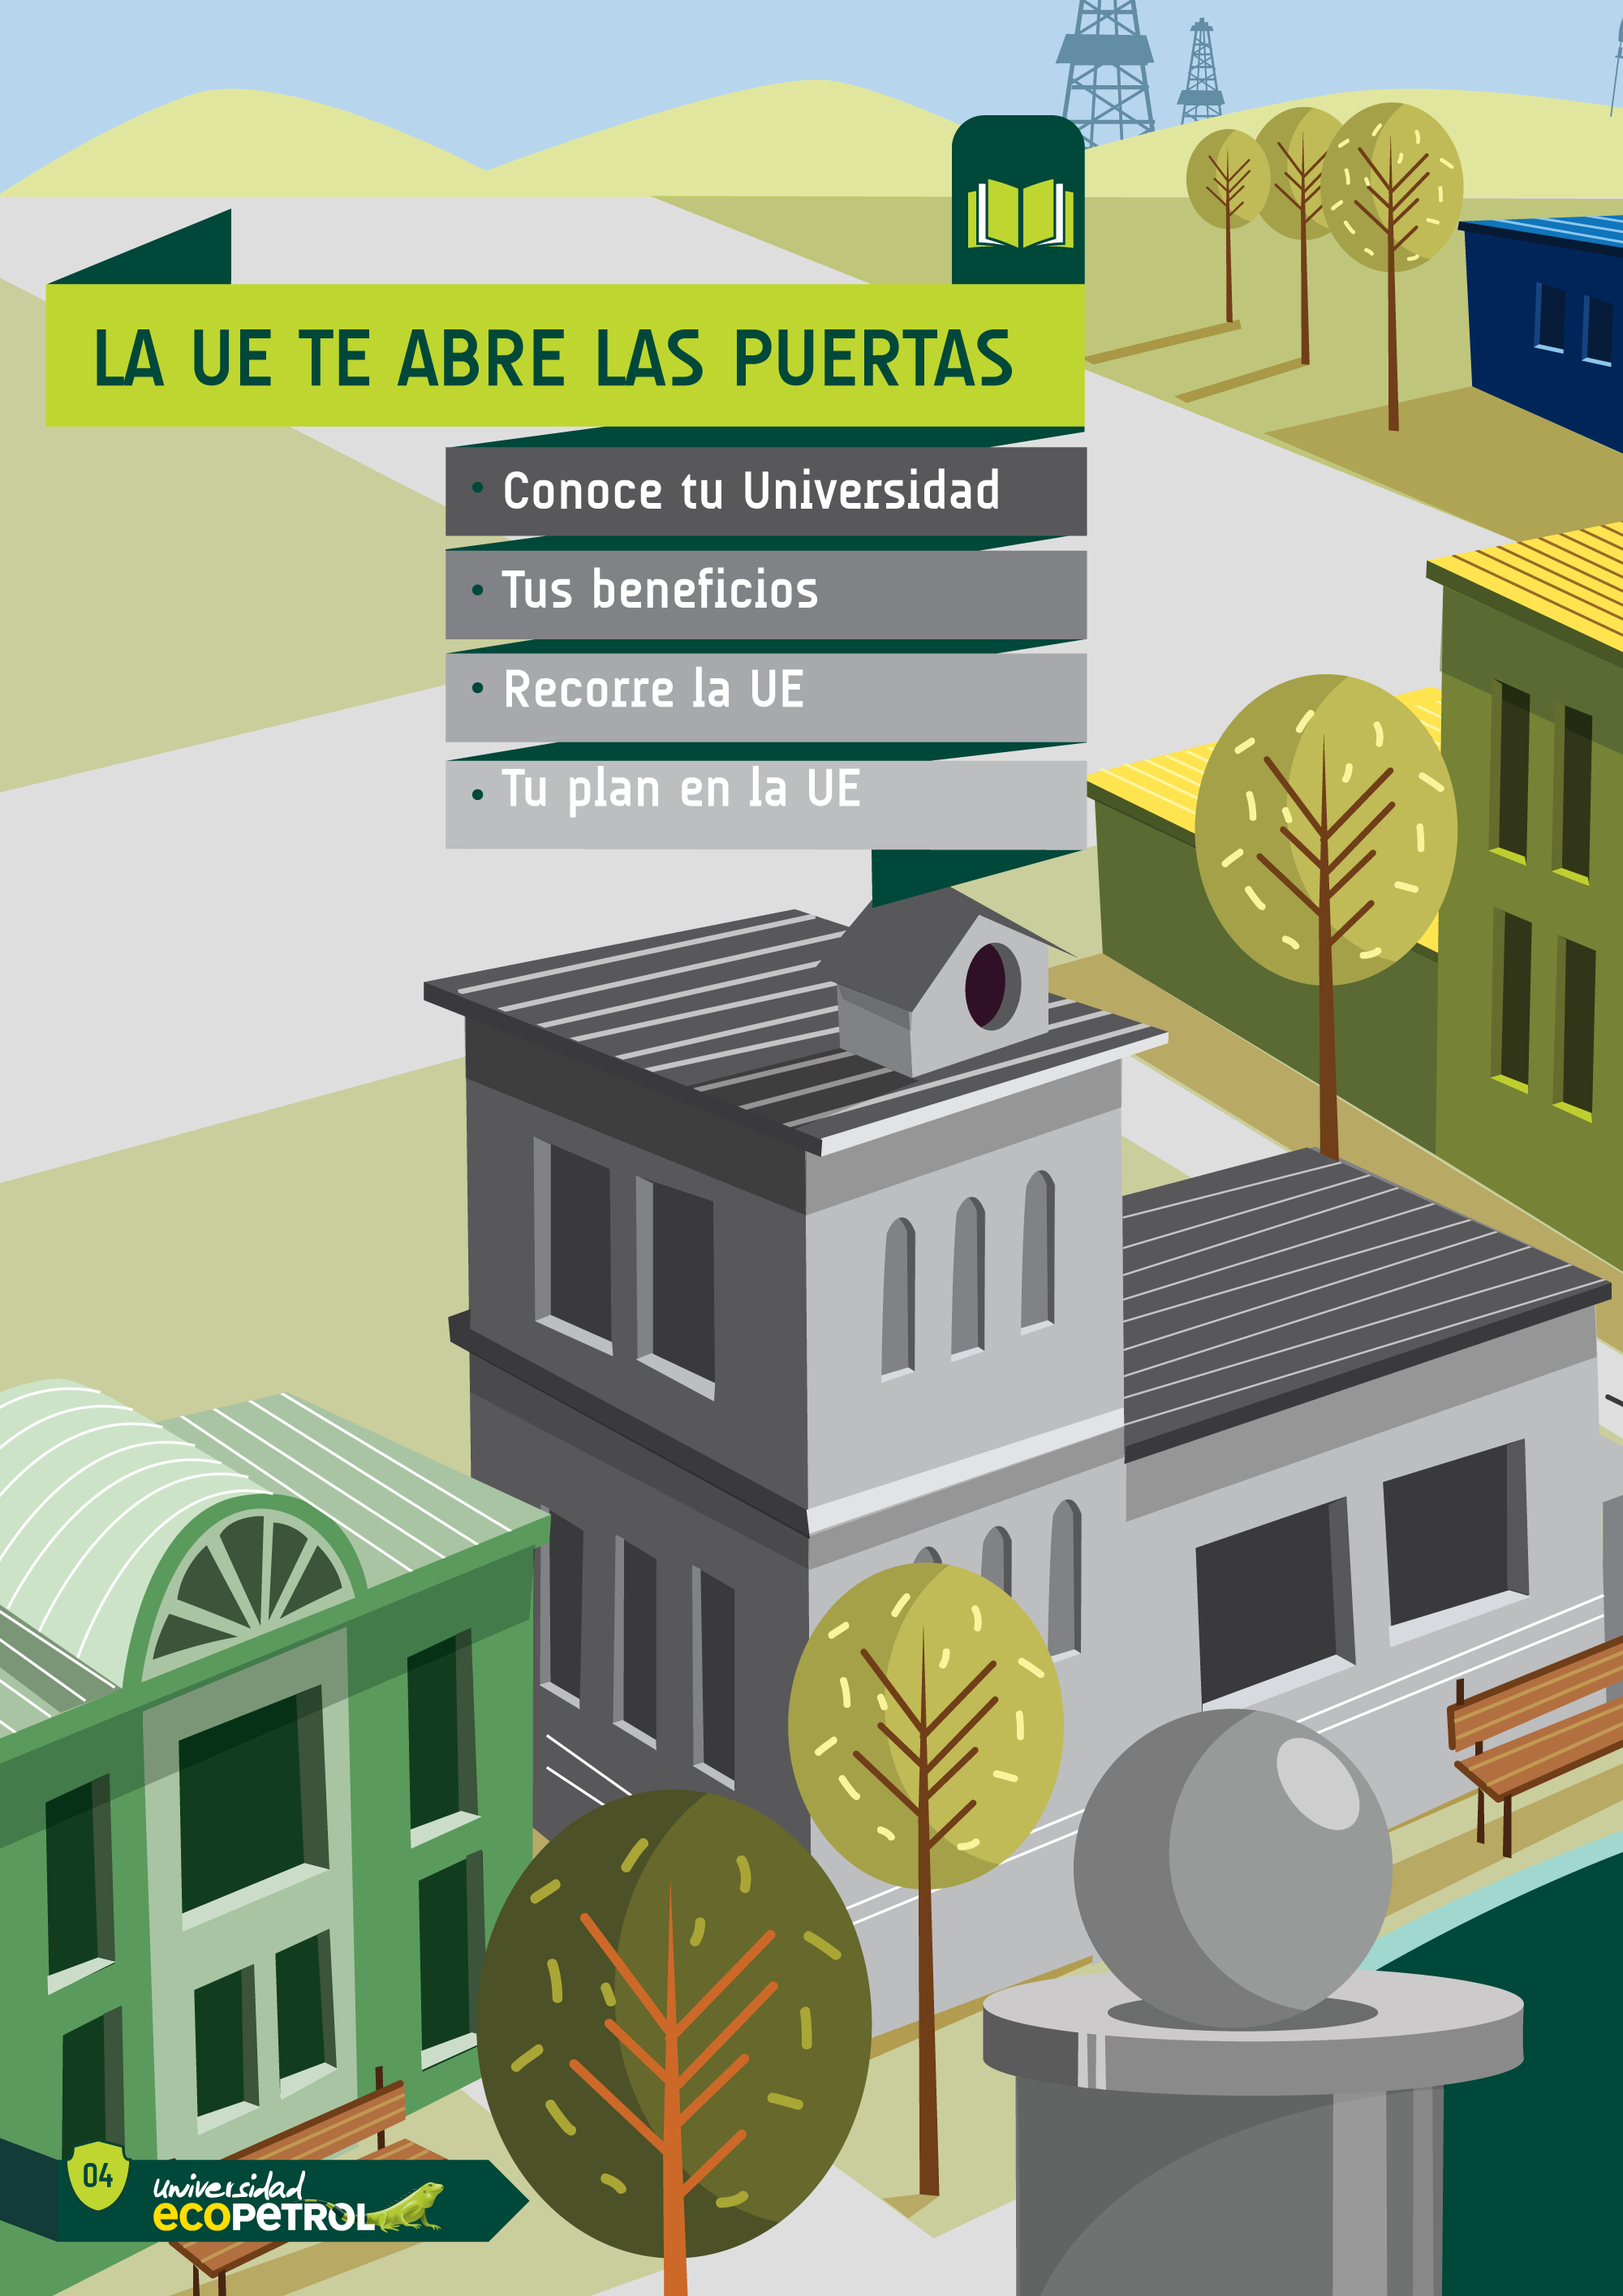 LA UE TE ABRE LAS PUERTAS
• Conoce tu Universidad
• Tus beneficios
• Recorre la UE
• Tu plan en la UE
04
universidad
ecopetrol